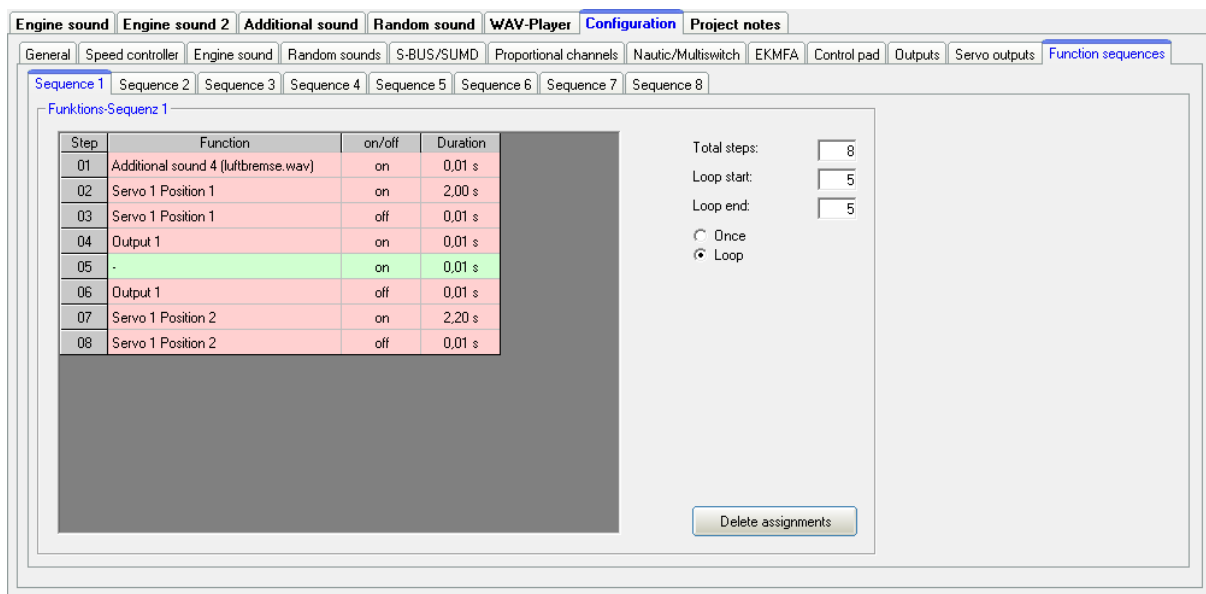 Engine sound Engine sound 2 Additional sound Random sound WAV-Player Configuration Project notes
General Speed controller Engine sound Random sounds S-BUS/SUMD Proportional channels Nautic/Multiswitch EKMFA Control pad Outputs Servo outputs Function sequences
Sequence 1 Sequence 2 Sequence 3 Sequence 4 Sequence 5 Sequence 6 Sequence 7 Sequence 8
Funktions-Sequenz 1
Step Function on/off Duration
01 Additional sound 4 (luftbremse.wav) on 0,01 s
02 Servo 1 Position 1 on 2,00 s
03 Servo 1 Position 1 off 0,01 s
04 Output 1 on 0,01 s
05 - on 0,01 s
06 Output 1 off 0,01 s
07 Servo 1 Position 2 on 2,20 s
08 Servo 1 Position 2 off 0,01 s
Total steps: 8
Loop start: 5
Loop end: 5
Once
Loop
Delete assignments